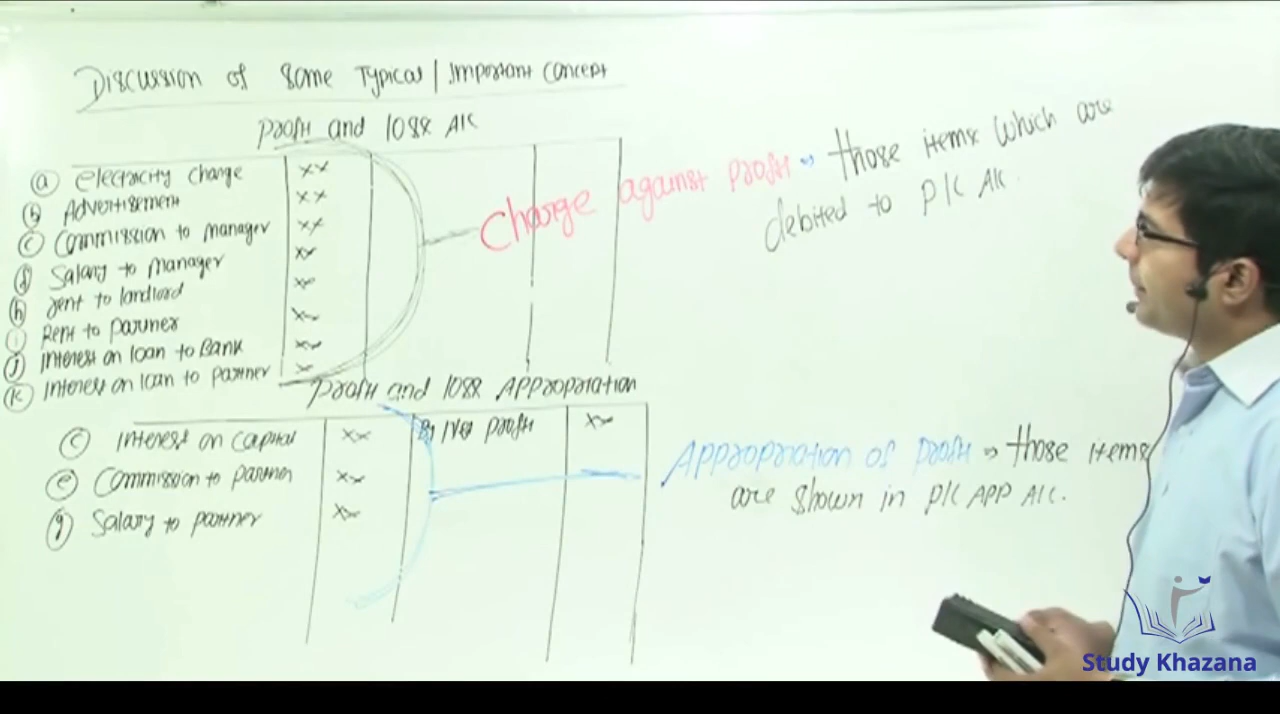 Discussion of Some Typical | Important Concept
Profit and loss A/C
(a) electricity change xx
(b) Advertisement xx
(c) Commission to manager xx
(d) Salary to manager xx
(h) rent to landlord xx
(i) Rent to partner xx
(j) Interest on loan to Bank xx
(k) Interest on loan to partner xx
Charge against profit → those items which are
debited to P/L A/c.
Profit and loss Appropriation
(c) Interest on capital xx By Net profit xx
(e) Commission to partner xx
(g) Salary to partner xx
Appropriation of profit → those items
are shown in P/L APP A/C.
Study Khazana